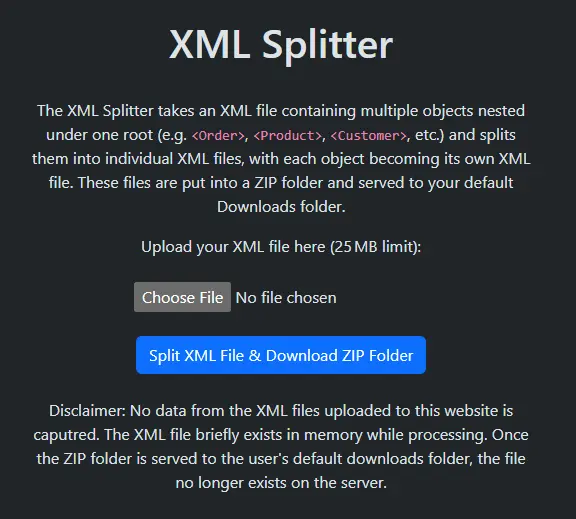 XML Splitter
The XML Splitter takes an XML file containing multiple objects nested
under one root (e.g. <Order>, <Product>, <Customer>, etc.) and splits
them into individual XML files, with each object becoming its own XML
file. These files are put into a ZIP folder and served to your default
Downloads folder.
Upload your XML file here (25 MB limit):
Choose File No file chosen
Split XML File & Download ZIP Folder
Disclaimer: No data from the XML files uploaded to this website is
caputred. The XML file briefly exists in memory while processing. Once
the ZIP folder is served to the user's default downloads folder, the file
no longer exists on the server.